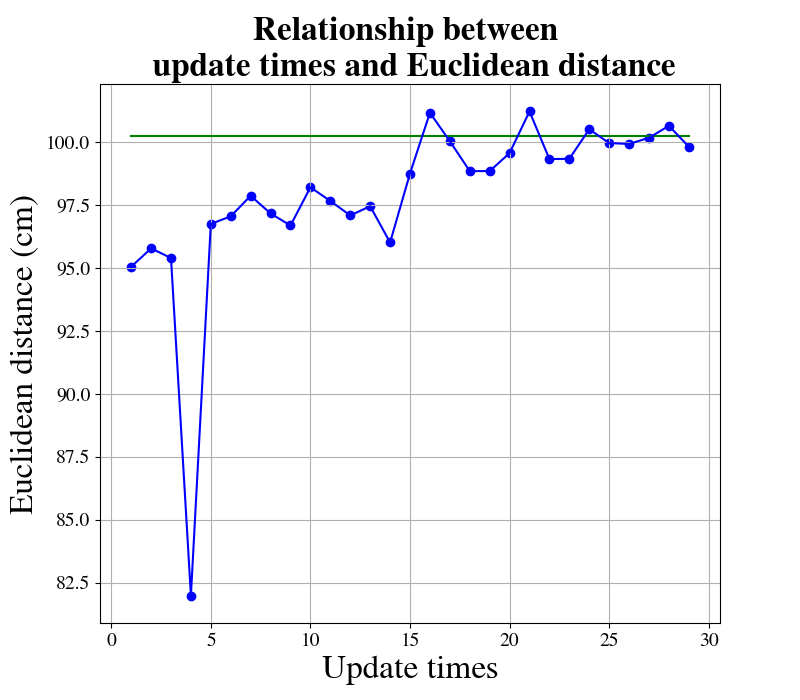 Relationship between
update times and Euclidean distance
Euclidean distance (cm)
100.0
97.5
95.0
92.5
90.0
87.5
85.0
82.5
0 5 10 15 20 25 30
Update times